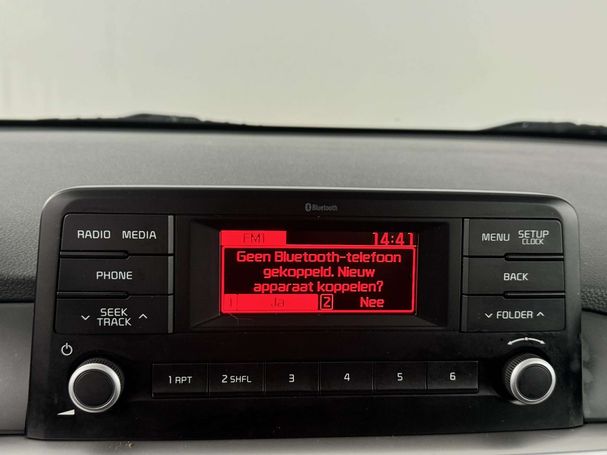 Bluetooth
RADIO MEDIA
FM1 14:41
MENU SETUP
CLOCK
Geen Bluetooth-telefoon
gekoppeld. Nieuw
apparaat koppelen?
1 Ja 2 Nee
PHONE
BACK
SEEK
TRACK
FOLDER
1 RPT
2 SHFL
3
4
5
6